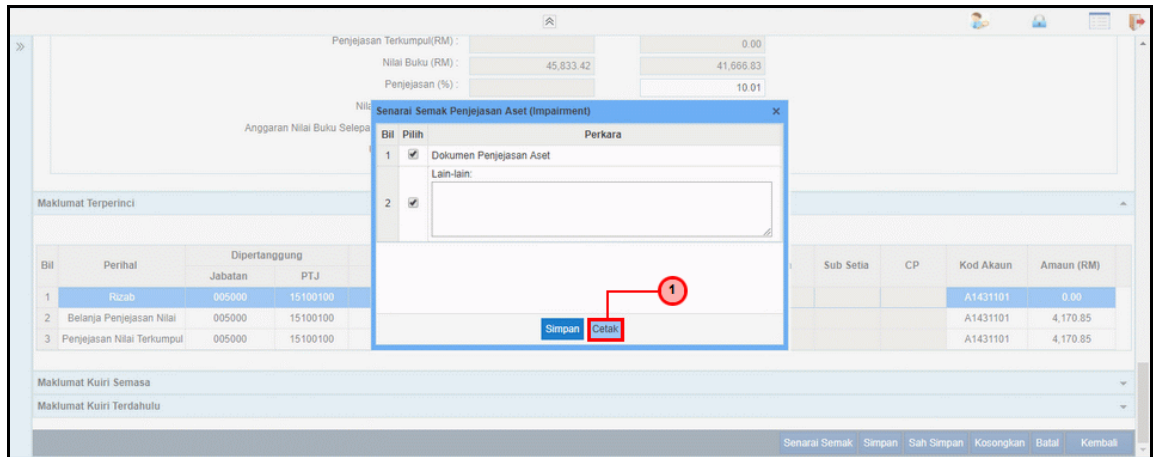 Penjejasan Terkumpul(RM) : 0.00
Nilai Buku (RM) : 45,833.42 41,666.83
Penjejasan (%) : 10.01
Nila
Anggaran Nilai Buku Selepa
Senarai Semak Penjejasan Aset (Impairment) ×
Bil Pilih Perkara
1 Dokumen Penjejasan Aset
Lain-lain:
2
1
Simpan Cetak
Maklumat Terperinci
Bil Perihal Dipertanggung Sub Setia CP Kod Akaun Amaun (RM)
Jabatan PTJ
1 Rizab 005000 15100100 A1431101 0.00
2 Belanja Penjejasan Nilai 005000 15100100 A1431101 4,170.85
3 Penjejasan Nilai Terkumpul 005000 15100100 A1431101 4,170.85
Maklumat Kuiri Semasa
Maklumat Kuiri Terdahulu
Senarai Semak Simpan Sah Simpan Kosongkan Batal Kembali